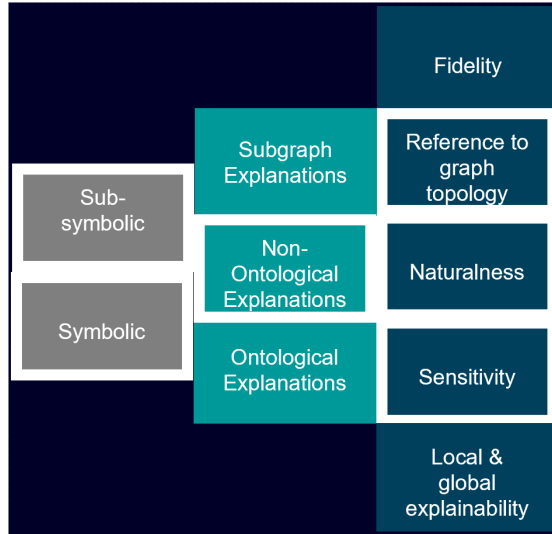 Sub-
symbolic
Symbolic
Subgraph
Explanations
Non-
Ontological
Explanations
Ontological
Explanations
Fidelity
Reference to
graph
topology
Naturalness
Sensitivity
Local &
global
explainability